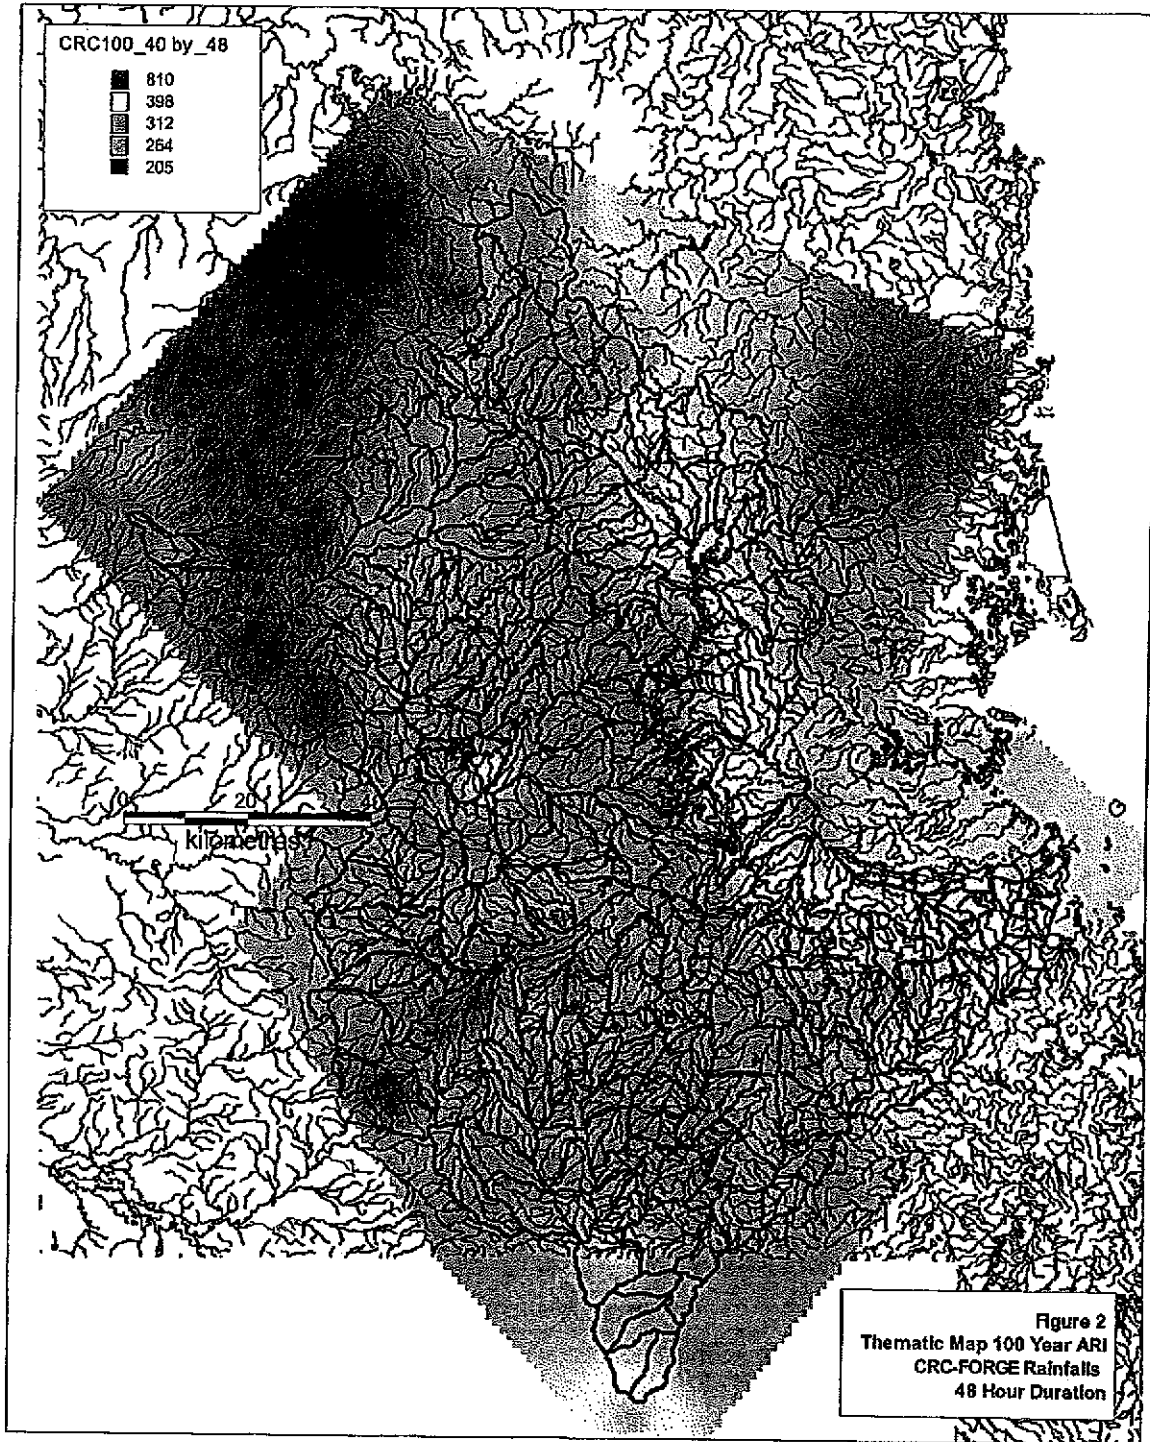 CRC100_40 by_48
810
398
312
264
205
0 20 40
kilometres
Figure 2
Thematic Map 100 Year ARI
CRC-FORGE Rainfalls
48 Hour Duration